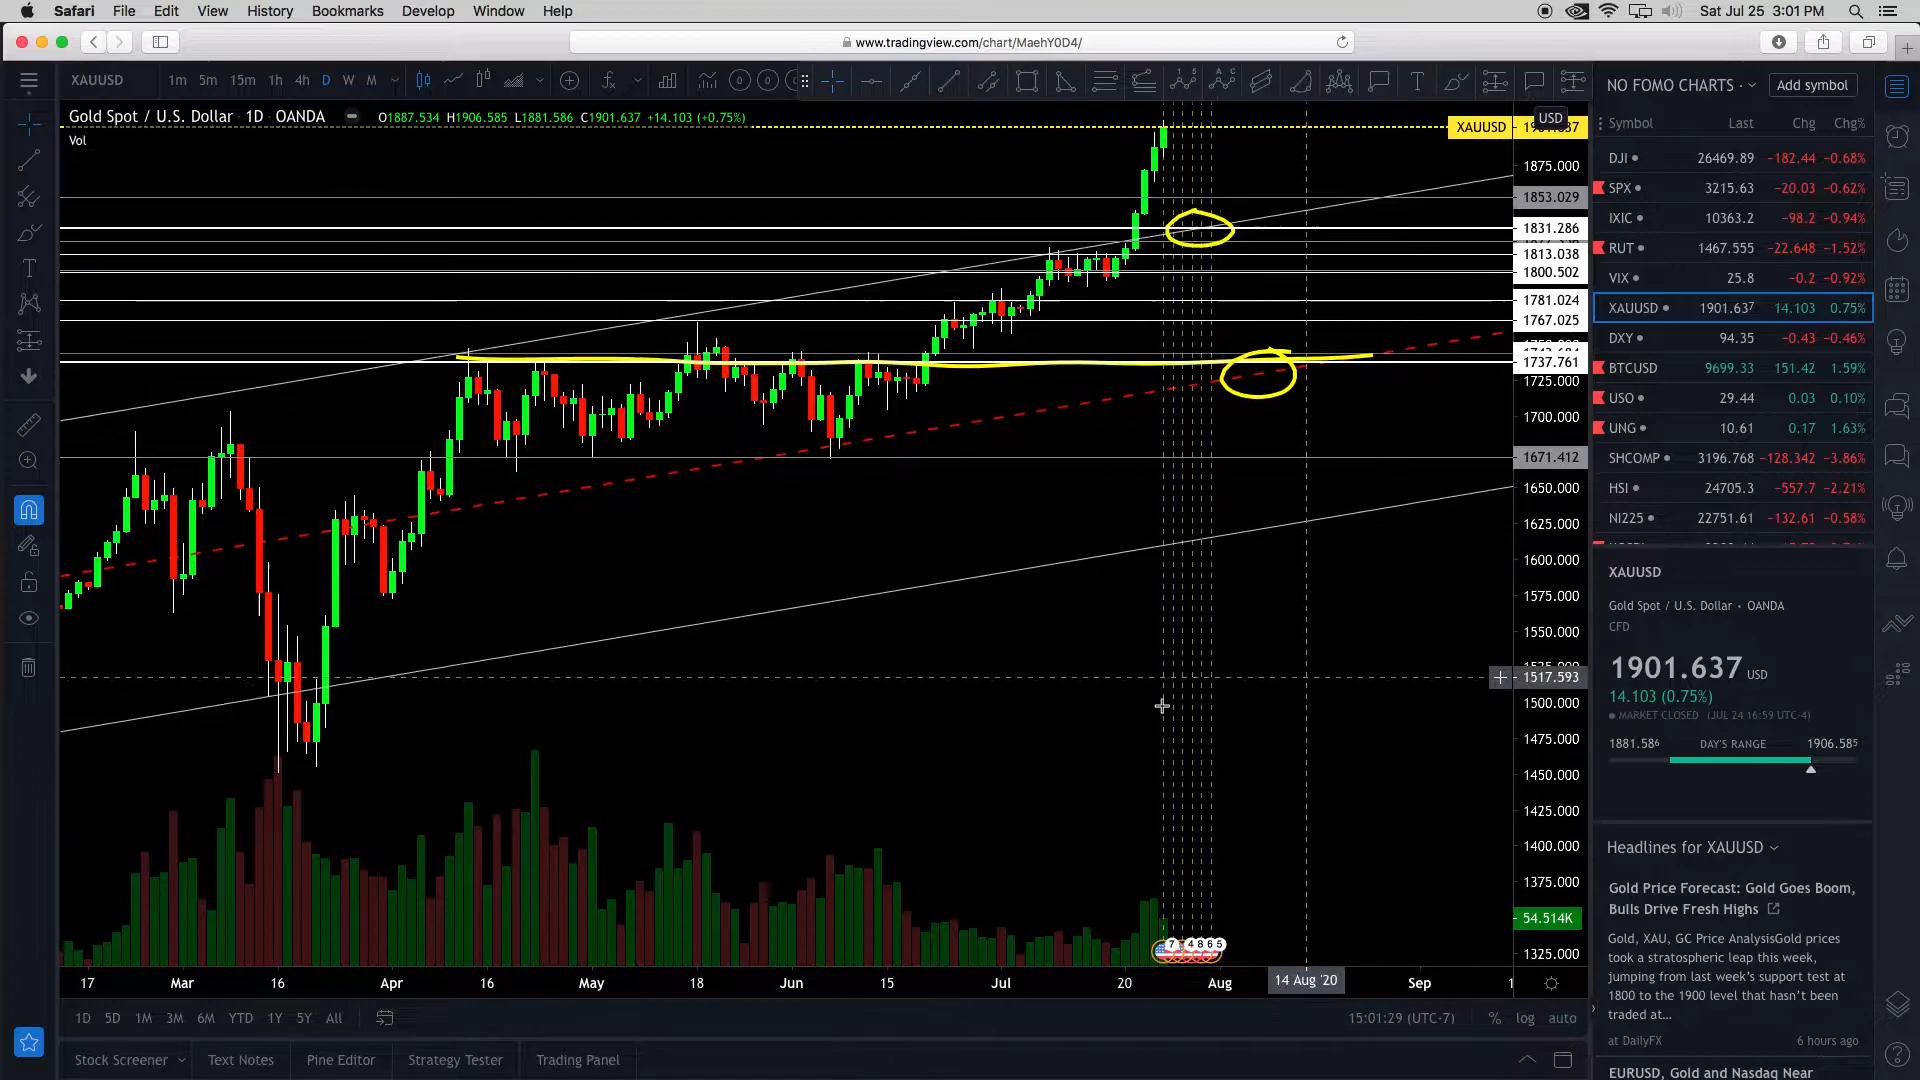 Safari File Edit View History Bookmarks Develop Window Help Sat Jul 25 3:01 PM
www.tradingview.com/chart/MaehY0D4/
XAUUSD 1m 5m 15m 1h 4h D W M
NO FOMO CHARTS Add symbol
Gold Spot / U.S. Dollar 1D OANDA O1887.534 H1906.585 L1881.586 C1901.637 +14.103 (+0.75%)
Vol
USD
XAUUSD
1875.000
1853.029
1831.286
1813.038
1800.502
1781.024
1767.025
1737.761
1725.000
1700.000
1671.412
1650.000
1625.000
1600.000
1575.000
1550.000
1517.593
1500.000
1475.000
1450.000
1425.000
1400.000
1375.000
54.514K
1325.000
7 4 8 6 5
17 Mar 16 Apr 16 May 18 Jun 15 Jul 20 Aug 14 Aug '20 Sep 1
1D 5D 1M 3M 6M YTD 1Y 5Y All 15:01:29 (UTC-7) % log auto
Stock Screener Text Notes Pine Editor Strategy Tester Trading Panel
Symbol Last Chg Chg%
DJI 26469.89 −182.44 −0.68%
SPX 3215.63 −20.03 −0.62%
IXIC 10363.2 −98.2 −0.94%
RUT 1467.555 −22.648 −1.52%
VIX 25.8 −0.2 −0.92%
XAUUSD 1901.637 14.103 0.75%
DXY 94.35 −0.43 −0.46%
BTCUSD 9699.33 151.42 1.59%
USO 29.44 0.03 0.10%
UNG 10.61 0.17 1.63%
SHCOMP 3196.768 −128.342 −3.86%
HSI 24705.3 −557.7 −2.21%
NI225 22751.61 −132.61 −0.58%
XAUUSD
Gold Spot / U.S. Dollar • OANDA
CFD
1901.637 USD
14.103 (0.75%)
MARKET CLOSED (JUL 24 16:59 UTC-4)
1881.586 DAY'S RANGE 1906.585
Headlines for XAUUSD
Gold Price Forecast: Gold Goes Boom,
Bulls Drive Fresh Highs
Gold, XAU, GC Price AnalysisGold prices
took a stratospheric leap this week,
jumping from last week's support test at
1800 to the 1900 level that hasn't been
traded at...
at DailyFX 6 hours ago
EURUSD, Gold and Nasdaq Near